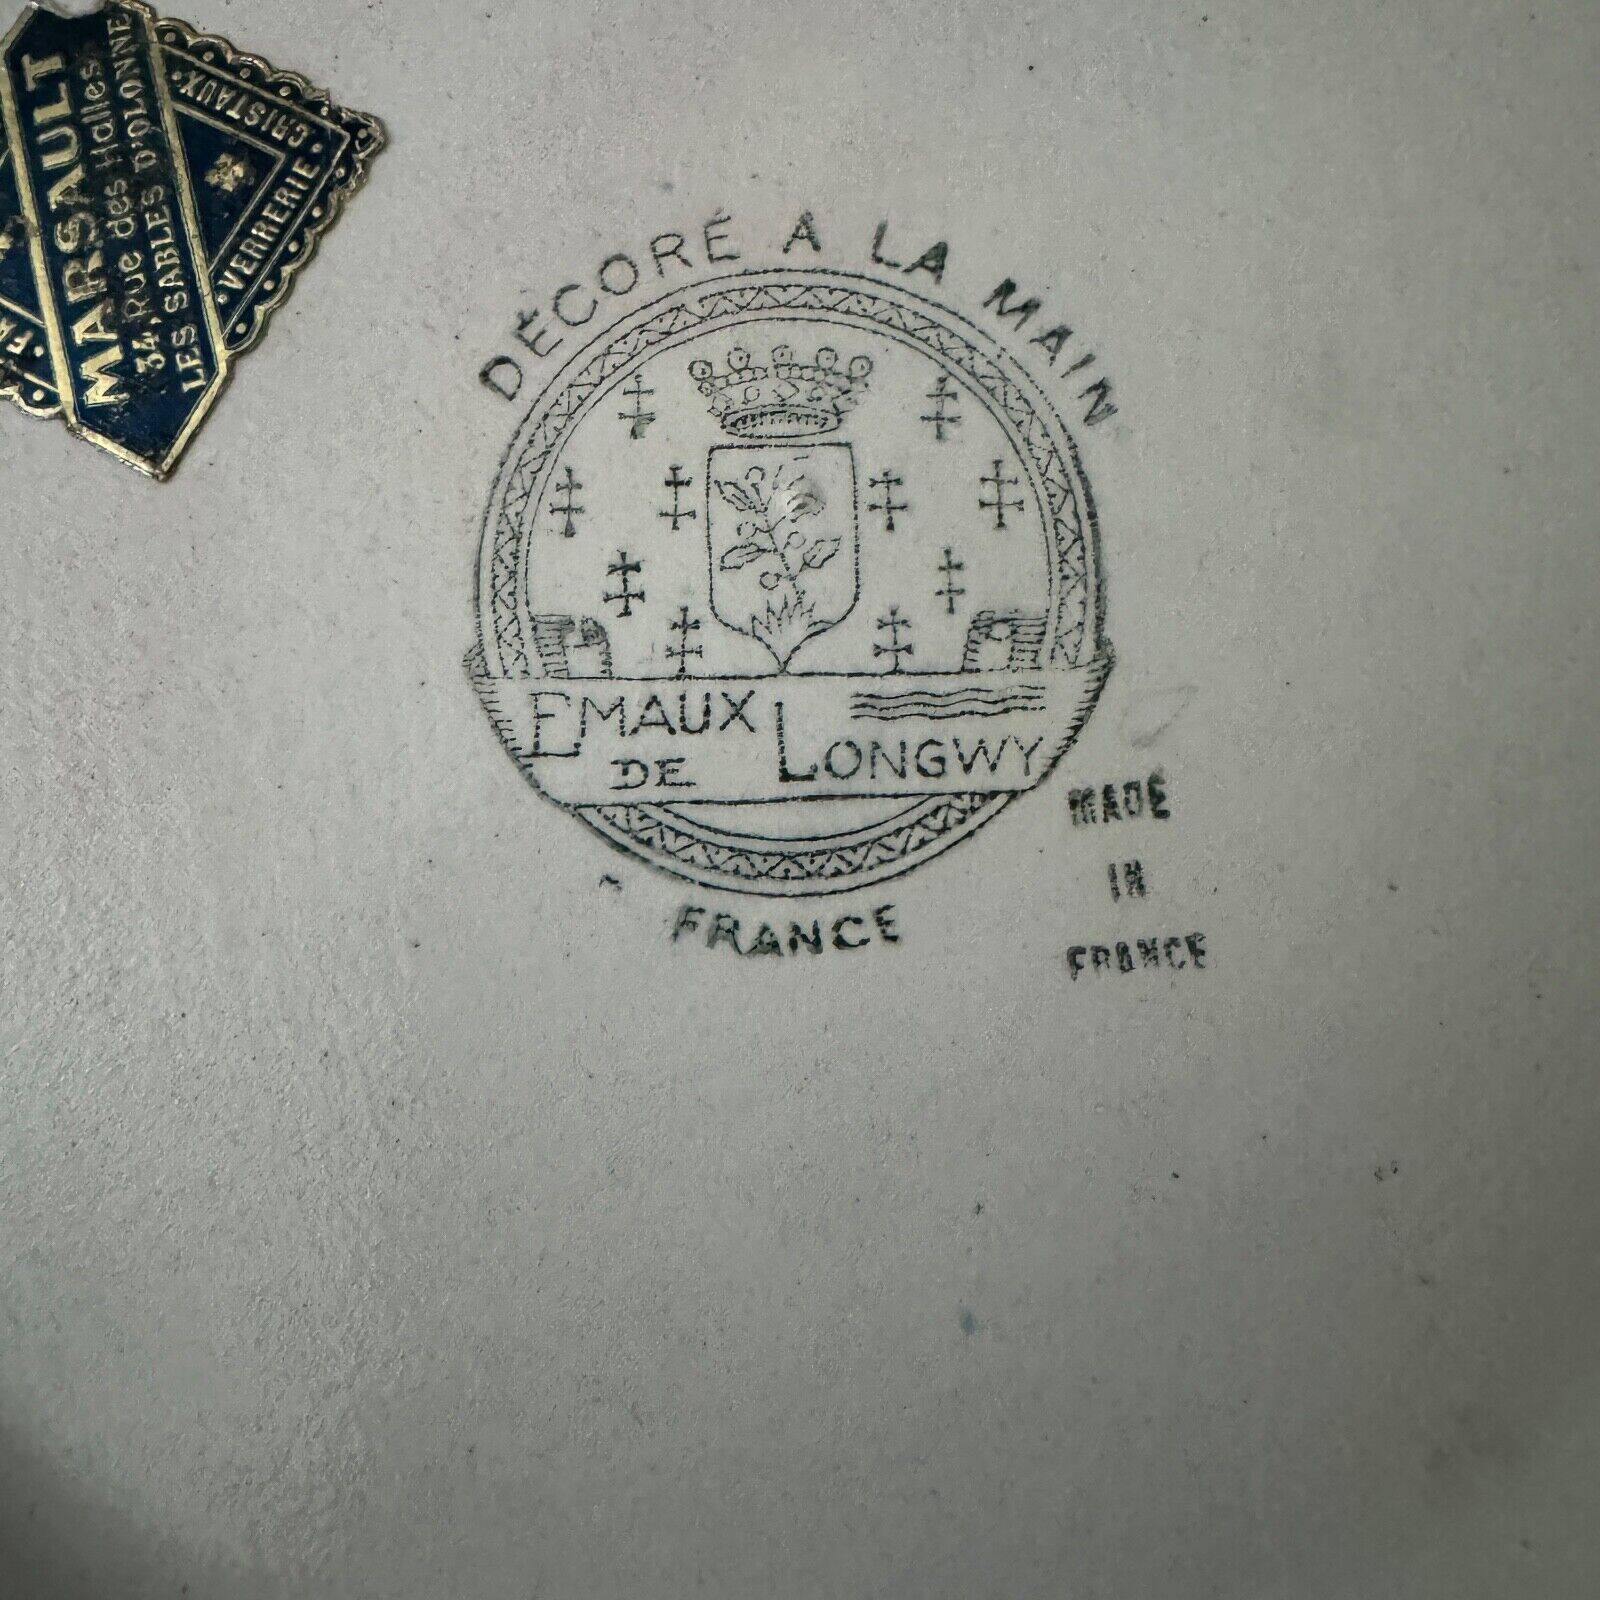 MARSAULT
34, Rue des Halles
LES SABLES D'OLONNE
VERRERIE · CRISTAUX
DÉCORÉ A LA MAIN
EMAUX
DE LONGWY
FRANCE
MADE
IN
FRANCE